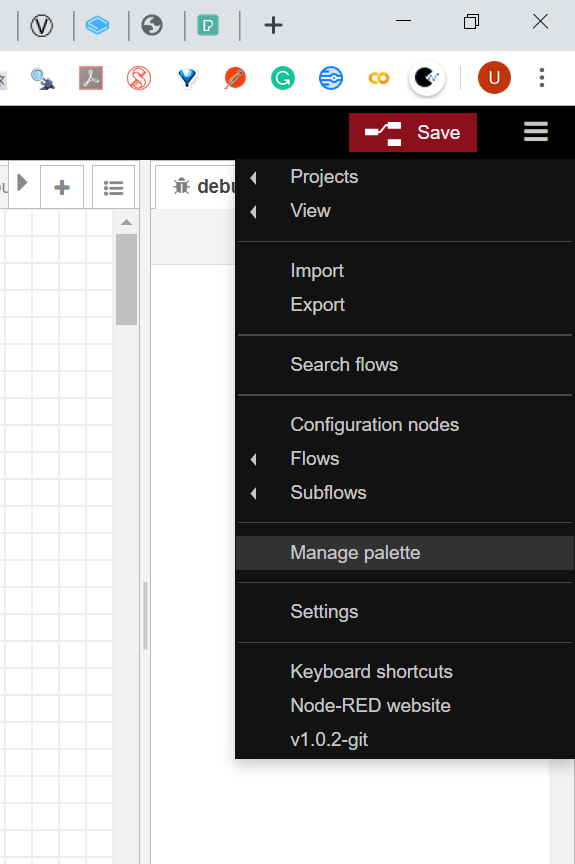 U
Save
debu
Projects
View
Import
Export
Search flows
Configuration nodes
Flows
Subflows
Manage palette
Settings
Keyboard shortcuts
Node-RED website
v1.0.2-git